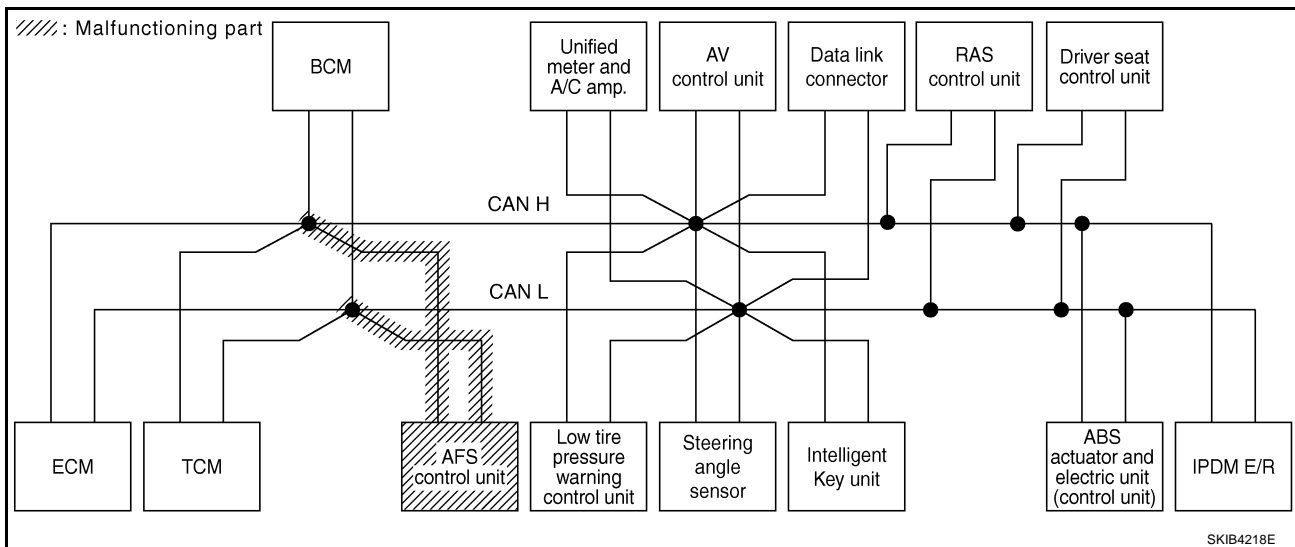 : Malfunctioning part
BCM
Unified
meter and
A/C amp.
AV
control unit
Data link
connector
RAS
control unit
Driver seat
control unit
CAN H
CAN L
ECM
TCM
AFS
control unit
Low tire
pressure
warning
control unit
Steering
angle
sensor
Intelligent
Key unit
ABS
actuator and
electric unit
(control unit)
IPDM E/R
SKIB4218E